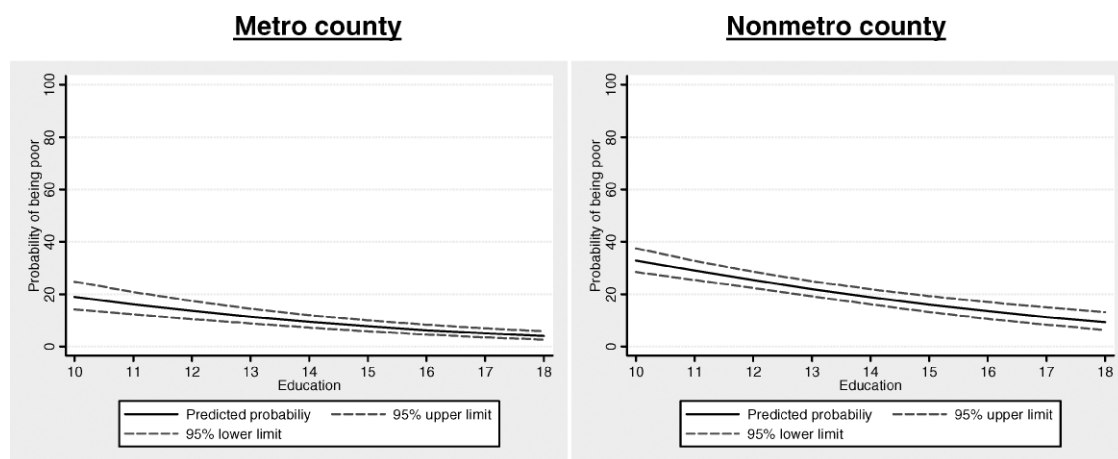 Metro county
Nonmetro county
Probability of being poor
100
80
60
40
20
0
10 11 12 13 14 15 16 17 18
Education
Predicted probabiliy 95% upper limit
95% lower limit
Probability of being poor
100
80
60
40
20
0
10 11 12 13 14 15 16 17 18
Education
Predicted probability 95% upper limit
95% lower limit